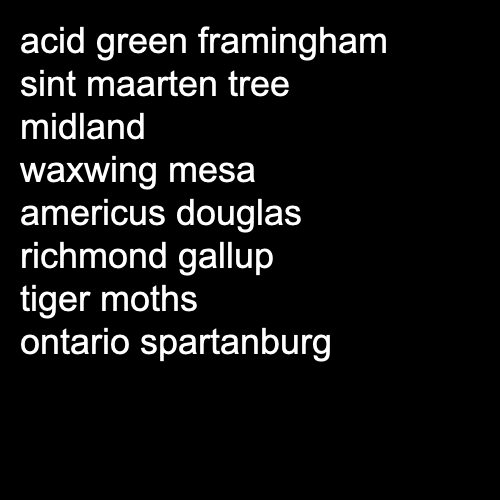 acid green framingham
sint maarten tree
midland
waxwing mesa
americus douglas
richmond gallup
tiger moths
ontario spartanburg